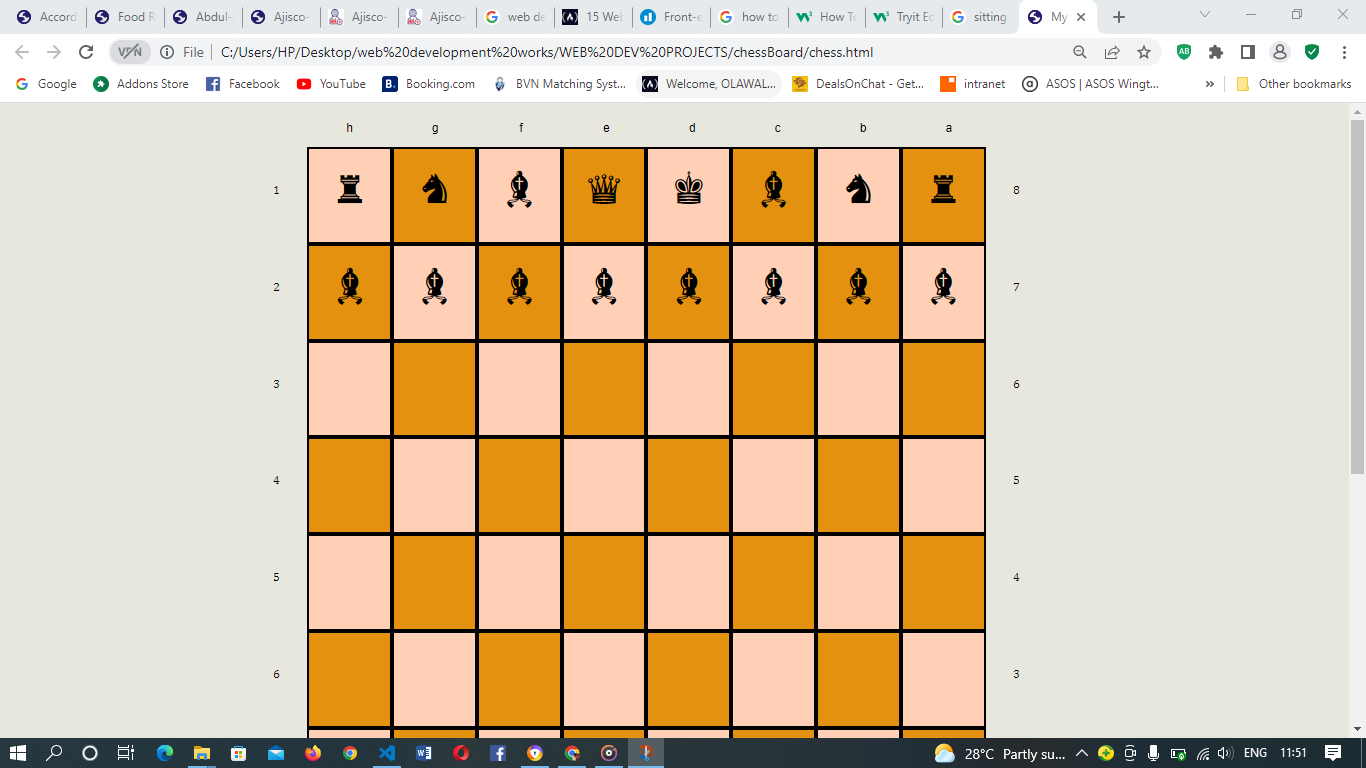 Accord
Food R
Abdul-
Ajisco-
Ajisco-
Ajisco-
web de
15 Web
Front-e
how to
How To
Tryit Ed
sitting
My
VPN
File
C:/Users/HP/Desktop/web%20development%20works/WEB%20DEV%20PROJECTS/chessBoard/chess.html
AB
Google
Addons Store
Facebook
YouTube
B. Booking.com
BVN Matching Syst...
Welcome, OLAWAL...
DealsOnChat - Get...
intranet
ASOS | ASOS Wingt...
»
Other bookmarks
h g f e d c b a
1 8
2 7
3 6
4 5
5 4
6 3
28°C Partly su... ENG 11:51